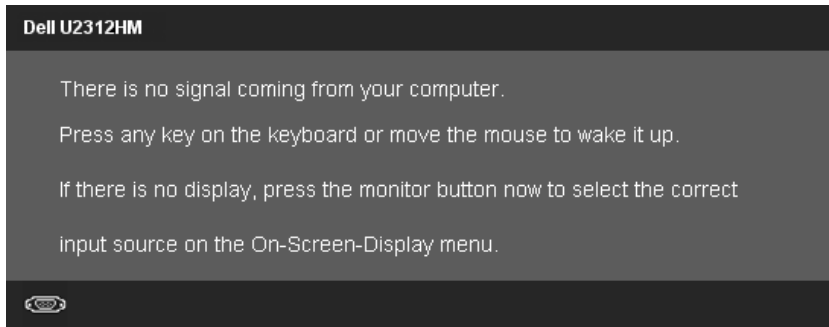 Dell U2312HM
There is no signal coming from your computer.
Press any key on the keyboard or move the mouse to wake it up.
If there is no display, press the monitor button now to select the correct
input source on the On-Screen-Display menu.